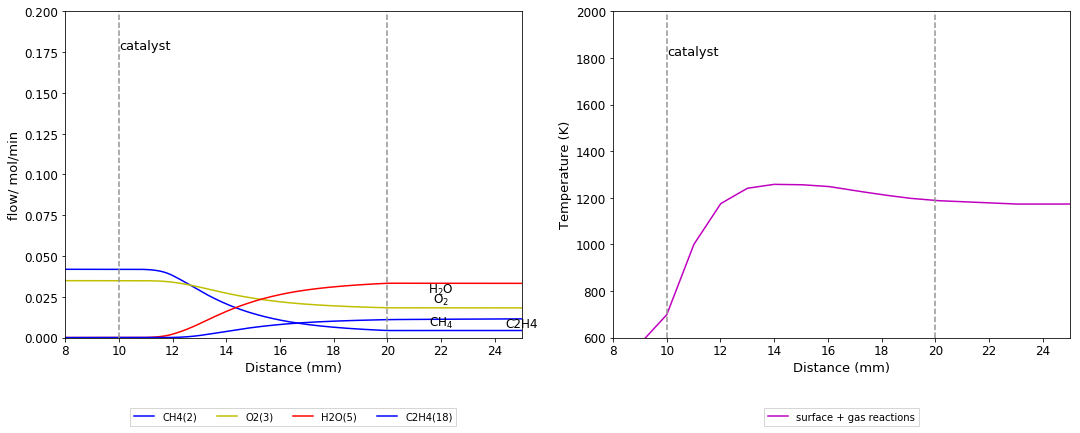 0.200
0.175
0.150
0.125
0.100
0.075
0.050
0.025
0.000
flow/ mol/min
catalyst
H₂O
O₂
CH₄
C2H4
8 10 12 14 16 18 20 22 24
Distance (mm)
CH4(2) O2(3) H2O(5) C2H4(18)
2000
1800
1600
1400
1200
1000
800
600
Temperature (K)
catalyst
8 10 12 14 16 18 20 22 24
Distance (mm)
surface + gas reactions